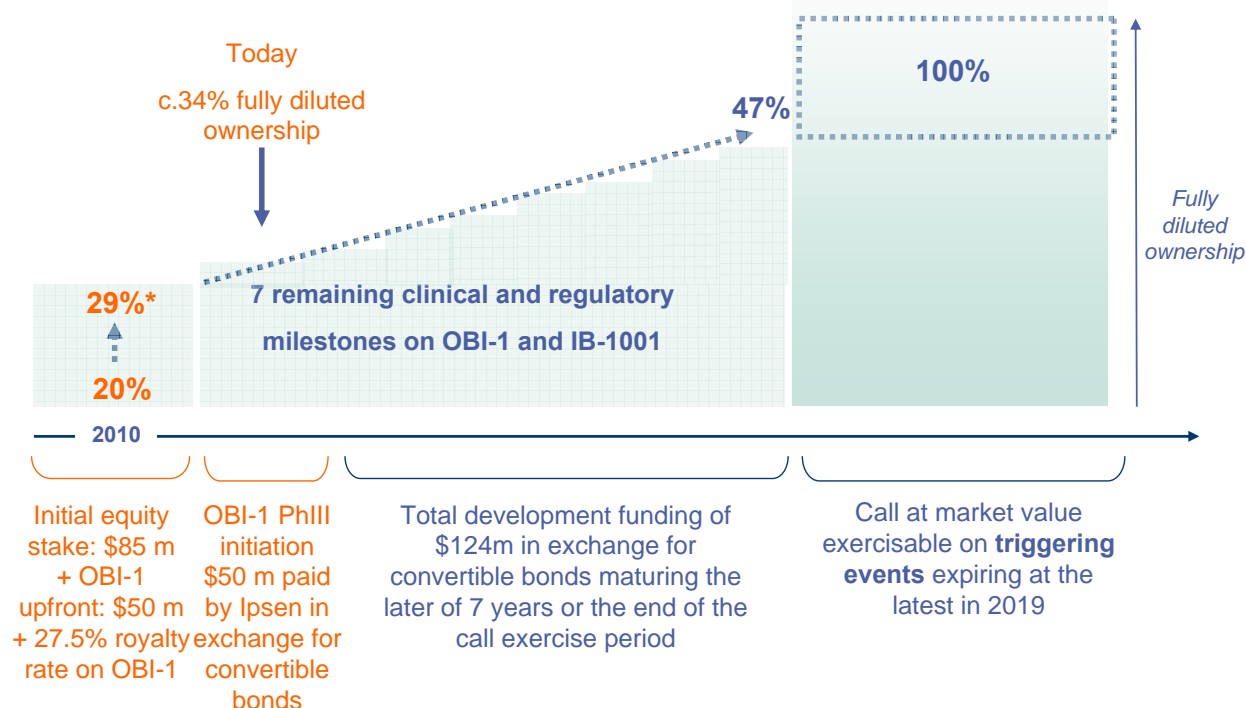 Today
c.34% fully diluted
ownership
47%
100%
Fully
diluted
ownership
29%*
20%
7 remaining clinical and regulatory
milestones on OBI-1 and IB-1001
2010
Initial equity
stake: $85 m
+ OBI-1
upfront: $50 m
+ 27.5% royalty
rate on OBI-1
OBI-1 PhIII
initiation
$50 m paid
by Ipsen in
exchange for
convertible
bonds
Total development funding of
$124m in exchange for
convertible bonds maturing the
later of 7 years or the end of the
call exercise period
Call at market value
exercisable on triggering
events expiring at the
latest in 2019